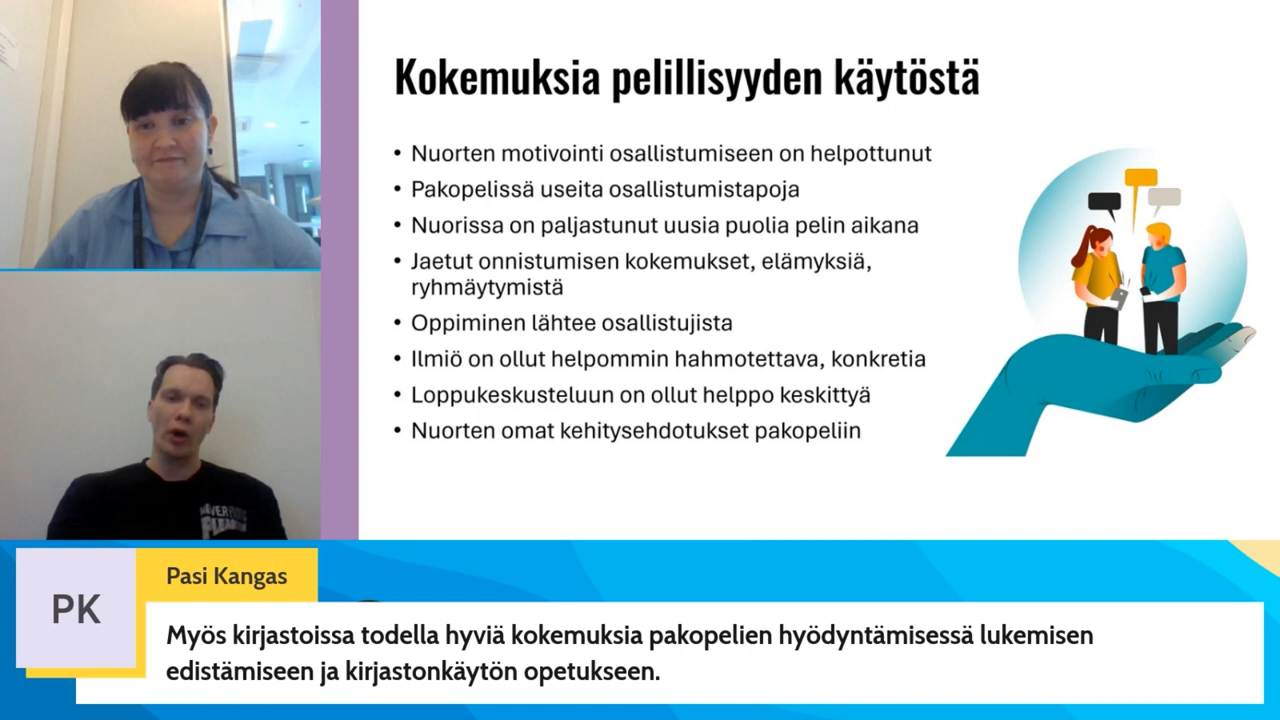 Kokemuksia pelillisyyden käytöstä
• Nuorten motivointi osallistumiseen on helpottunut
• Pakopelissä useita osallistumistapoja
• Nuorissa on paljastunut uusia puolia pelin aikana
• Jaetut onnistumisen kokemukset, elämyksiä,
ryhmäytymistä
• Oppiminen lähtee osallistujista
• Ilmiö on ollut helpommin hahmotettava, konkretia
• Loppukeskusteluun on ollut helppo keskittyä
• Nuorten omat kehitysehdotukset pakopeliin
PK
Pasi Kangas
Myös kirjastoissa todella hyviä kokemuksia pakopelien hyödyntämisessä lukemisen
edistämiseen ja kirjastonkäytön opetukseen.